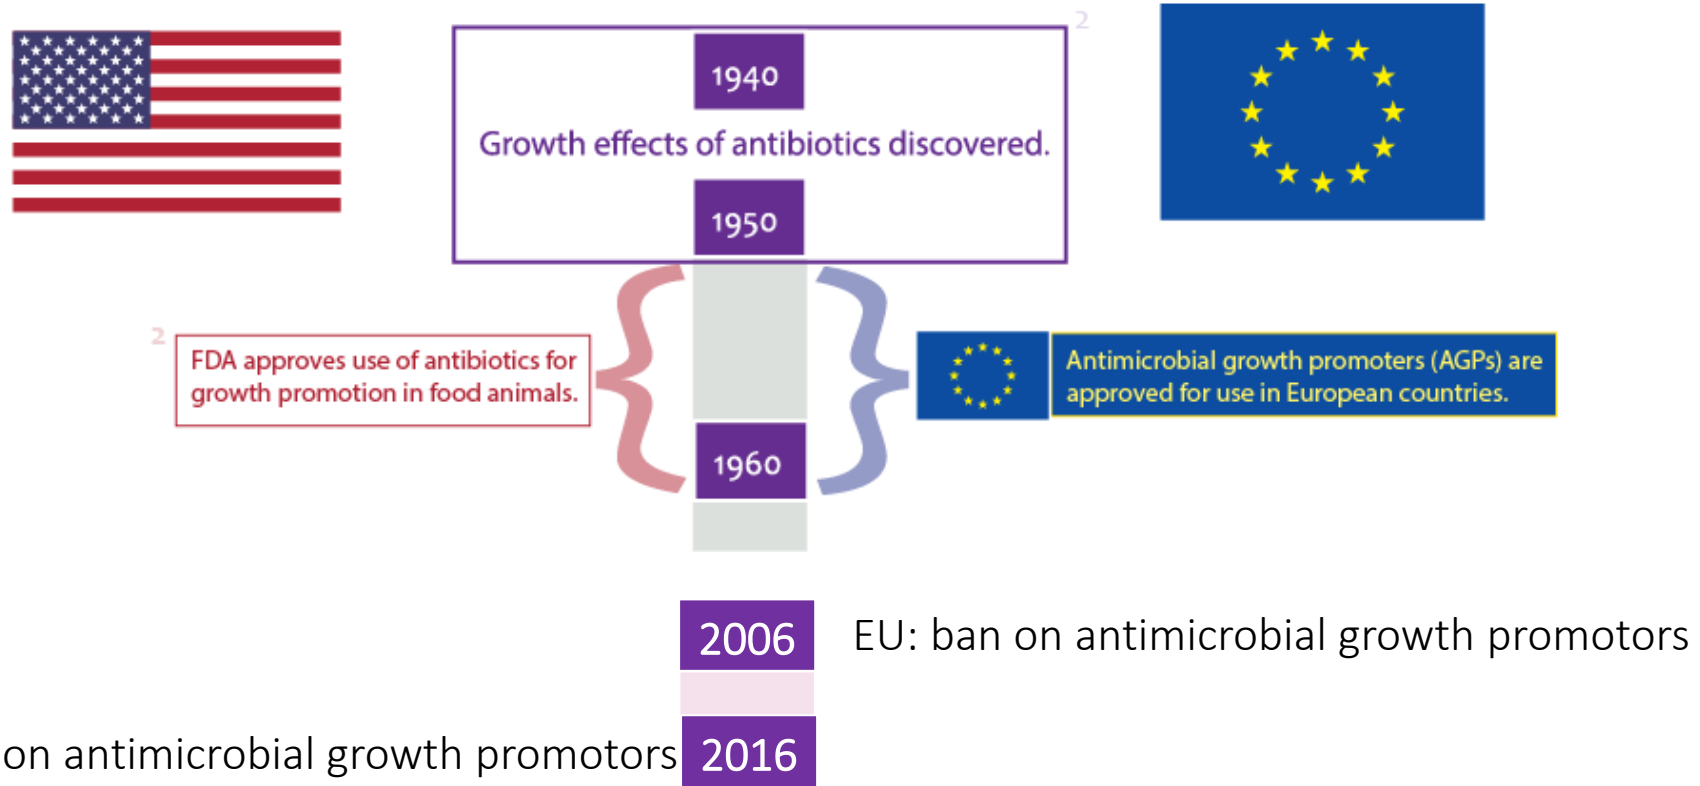 2
1940
Growth effects of antibiotics discovered.
1950
2
FDA approves use of antibiotics for
growth promotion in food animals.
Antimicrobial growth promoters (AGPs) are
approved for use in European countries.
1960
2006
EU: ban on antimicrobial growth promotors
on antimicrobial growth promotors
2016